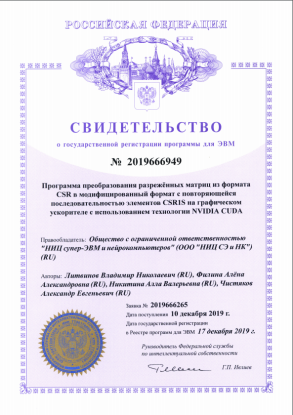 РОССИЙСКАЯ ФЕДЕРАЦИЯ
СВИДЕТЕЛЬСТВО
о государственной регистрации программы для ЭВМ
№ 2019666949
Программа преобразования разрежённых матриц из формата
CSR в модифицированный формат с повторяющейся
последовательностью элементов CSRIS на графическом
ускорителе с использованием технологии NVIDIA CUDA
Правообладатель: Общество с ограниченной ответственностью
"НИЦ супер-ЭВМ и нейрокомпьютеров" (ООО "НИЦ СЭ и НК")
(RU)
Авторы: Литвинов Владимир Николаевич (RU), Филина Алёна
Александровна (RU), Никитина Алла Валерьевна (RU), Чистяков
Александр Евгеньевич (RU)
Заявка № 2019666265
Дата поступления 10 декабря 2019 г.
Дата государственной регистрации
в Реестре программ для ЭВМ 17 декабря 2019 г.
Руководитель Федеральной службы
по интеллектуальной собственности
Г.П. Ивлиев